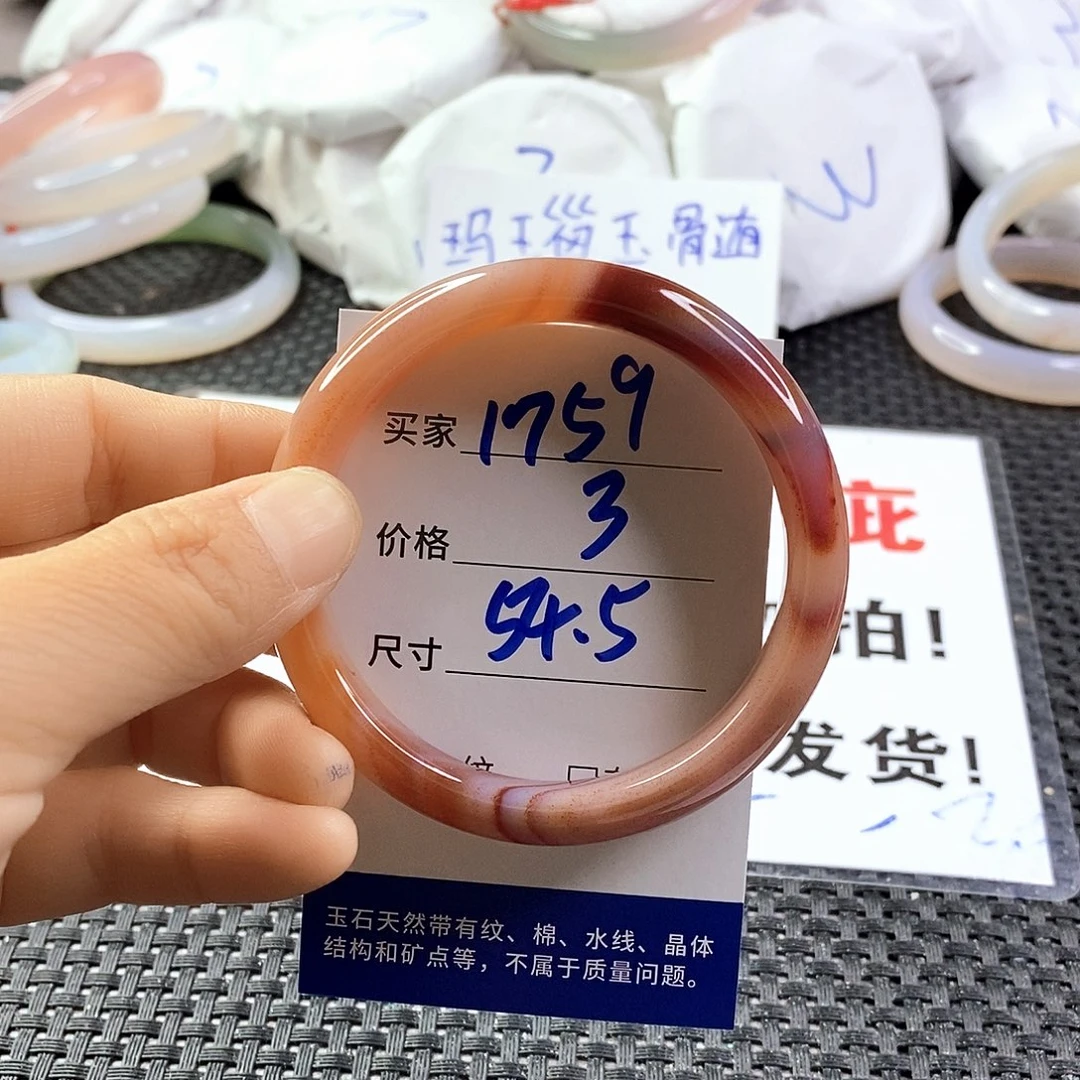 玛瑙玉骨髓
买家 1759
价格 3
尺寸 54.5
玉石天然带有纹、棉、水线、晶体
结构和矿点等，不属于质量问题。
疵
拍！
发货！